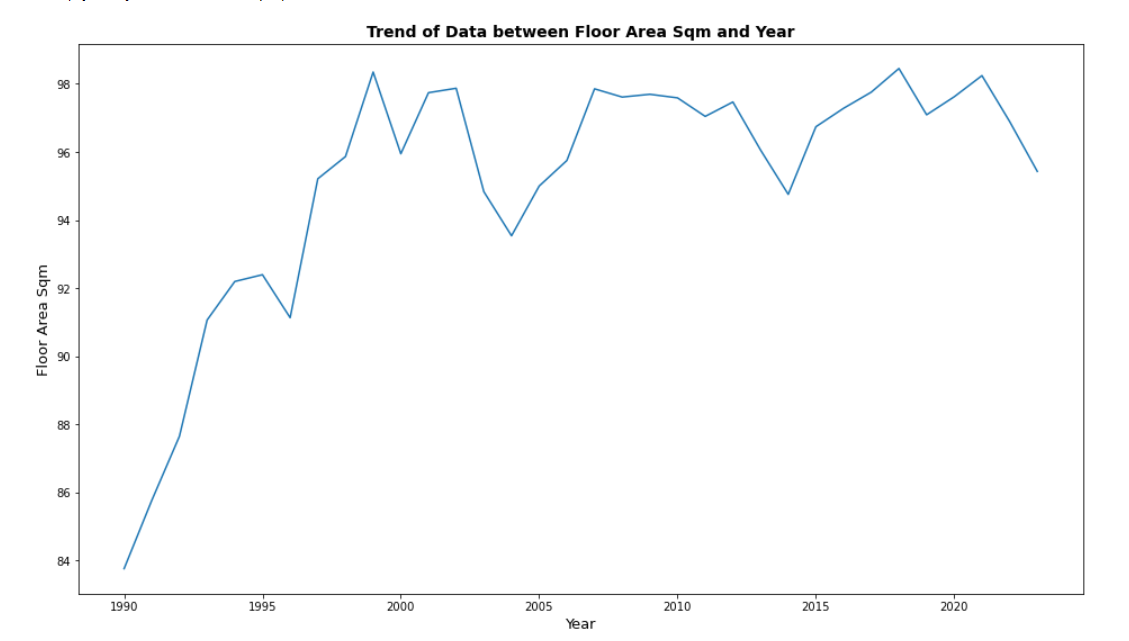 Trend of Data between Floor Area Sqm and Year
98
96
94
92
90
88
86
84
Floor Area Sqm
1990 1995 2000 2005 2010 2015 2020
Year